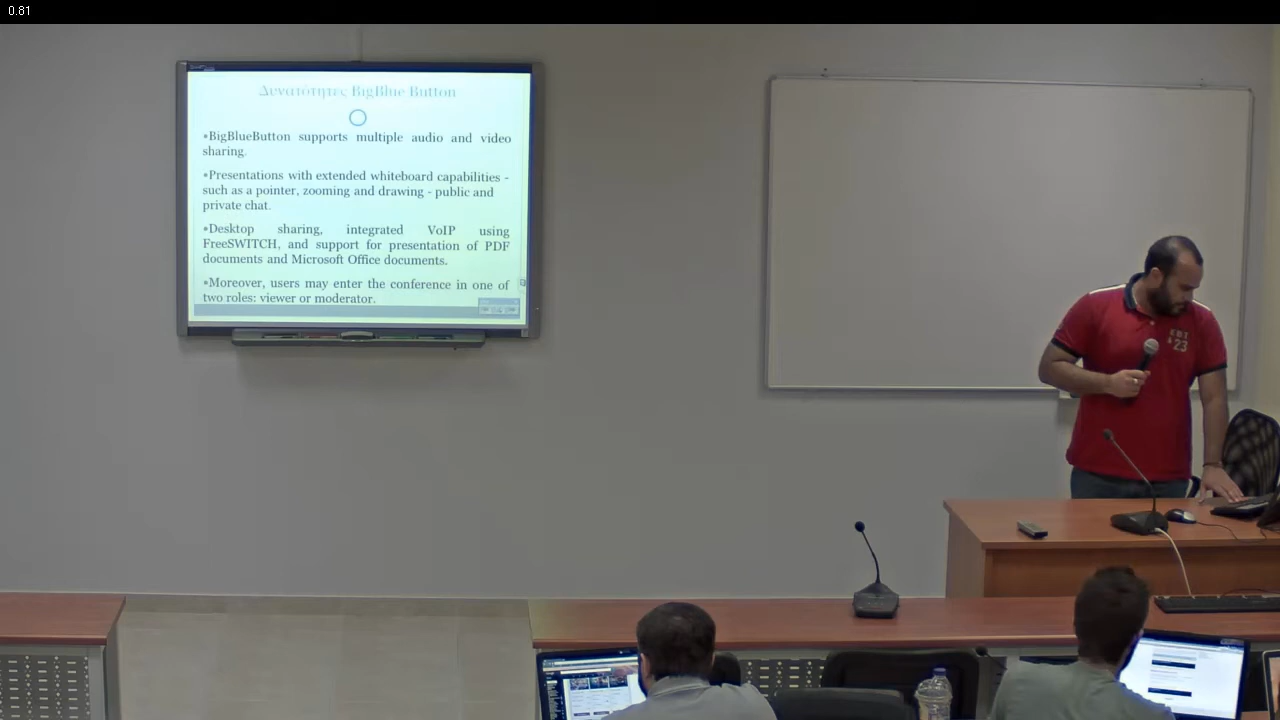 0.81
Δυνατότητες BigBlue Button
•BigBlueButton supports multiple audio and video
sharing.
•Presentations with extended whiteboard capabilities -
such as a pointer, zooming and drawing - public and
private chat.
•Desktop sharing, integrated VoIP using
FreeSWITCH, and support for presentation of PDF
documents and Microsoft Office documents.
•Moreover, users may enter the conference in one of
two roles: viewer or moderator.
23